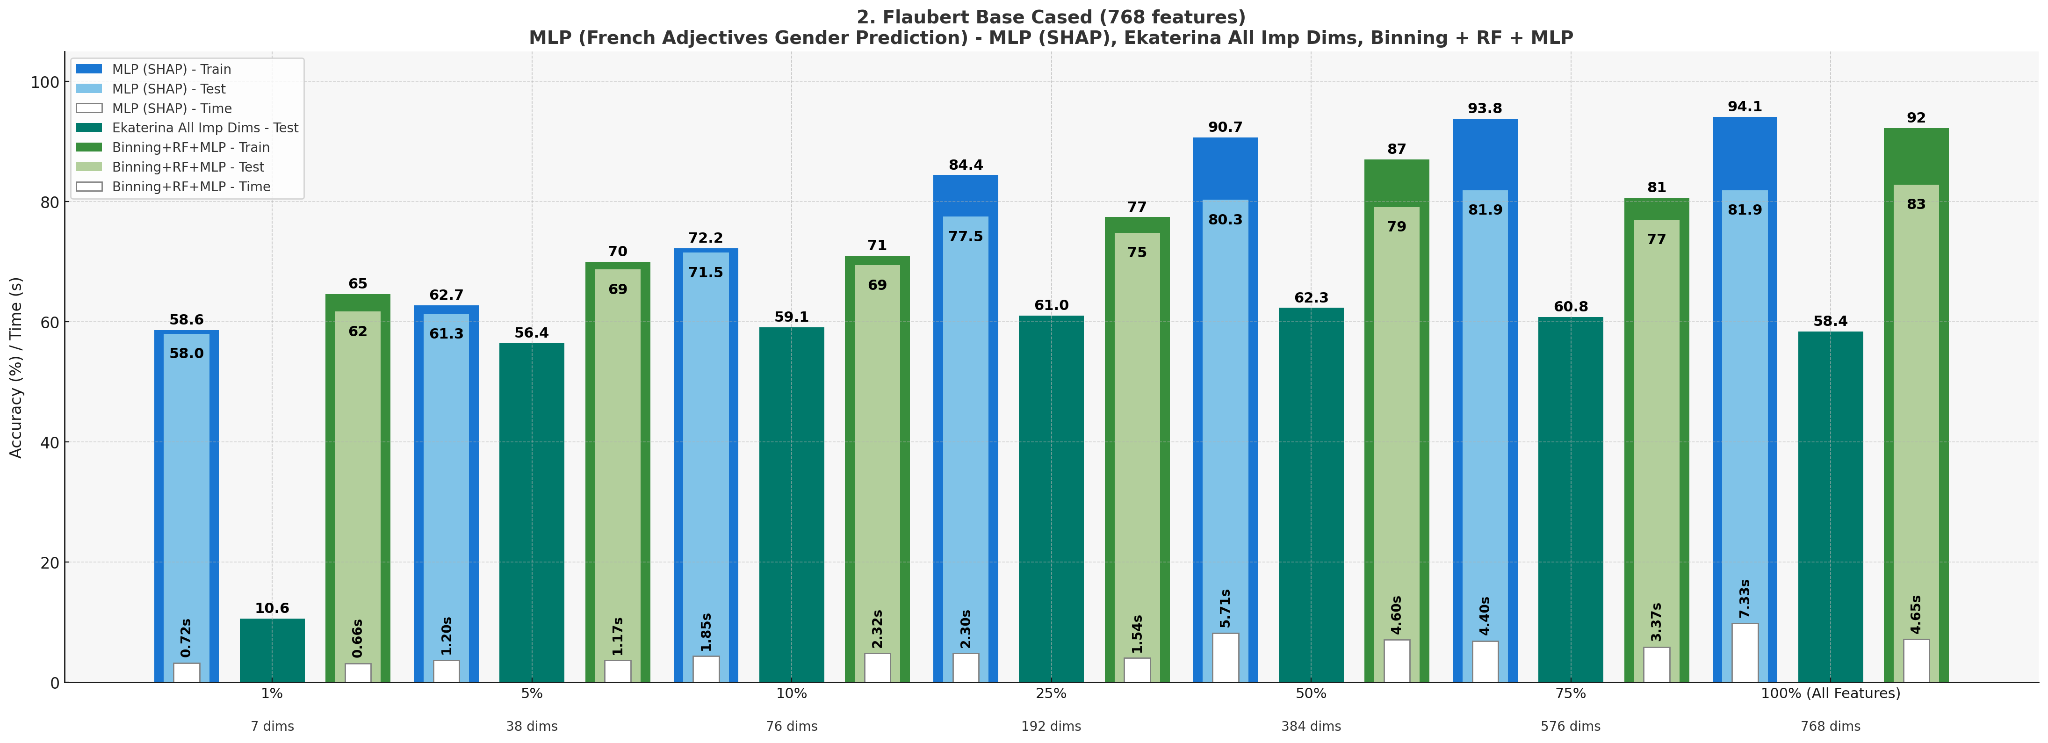 2. Flaubert Base Cased (768 features)
MLP (French Adjectives Gender Prediction) - MLP (SHAP), Ekaterina All Imp Dims, Binning + RF + MLP
MLP (SHAP) - Train
MLP (SHAP) - Test
MLP (SHAP) - Time
Ekaterina All Imp Dims - Test
Binning+RF+MLP - Train
Binning+RF+MLP - Test
Binning+RF+MLP - Time
Accuracy (%) / Time (s)
100
80
60
40
20
0
58.6
58.0
0.72s
10.6
65
62
0.66s
62.7
61.3
1.20s
56.4
70
69
1.17s
72.2
71.5
1.85s
59.1
71
69
2.32s
84.4
77.5
2.30s
61.0
77
75
1.54s
90.7
80.3
5.71s
62.3
87
79
4.60s
93.8
81.9
4.40s
60.8
81
77
3.37s
94.1
81.9
7.33s
58.4
92
83
4.65s
1% 5% 10% 25% 50% 75% 100% (All Features)
7 dims 38 dims 76 dims 192 dims 384 dims 576 dims 768 dims